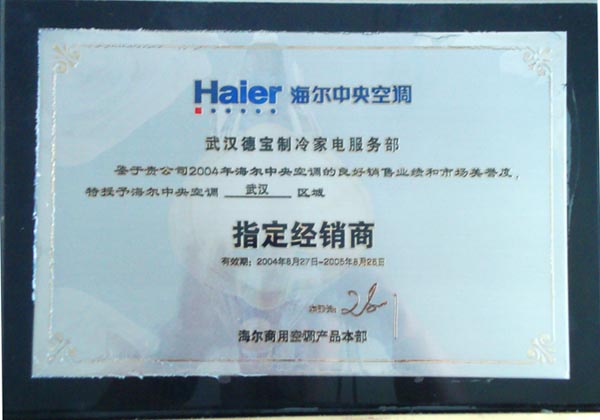 Haier 海尔中央空调
武汉德宝制冷家电服务部
鉴于贵公司2004年海尔中央空调的良好销售业绩和市场美誉度,
特授予海尔中央空调 武汉 区域
指定经销商
有效期：2004年8月27日-2005年8月26日
海尔商用空调产品本部